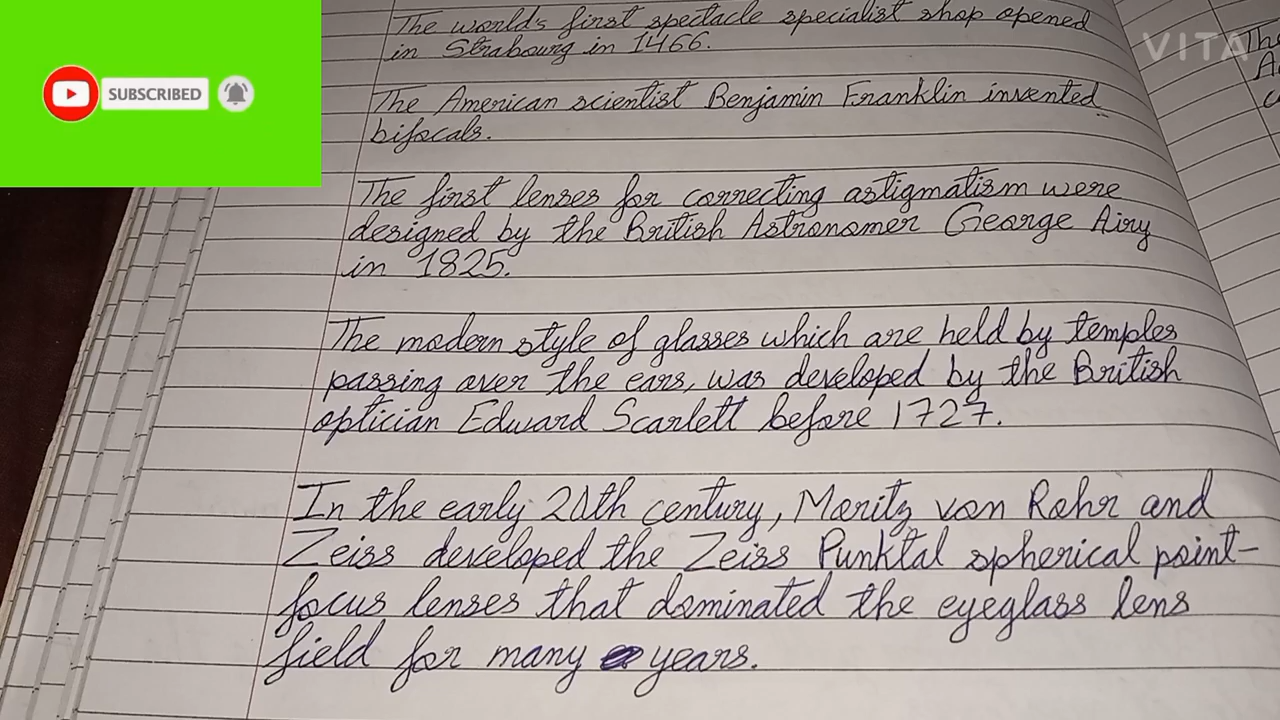 SUBSCRIBED
VITA
The world's first spectacle specialist shop opened
in Strabourg in 1466.
The American scientist Benjamin Franklin invented
bifocals.
The first lenses for correcting astigmatism were
designed by the British Astronomer George Airy
in 1825.
The modern style of glasses which are held by temples
passing over the ears, was developed by the British
optician Edward Scarlett before 1727.
In the early 20th century, Moritz von Rohr and
Zeiss developed the Zeiss Punktal spherical point-
focus lenses that dominated the eyeglass lens
field for many years.
The